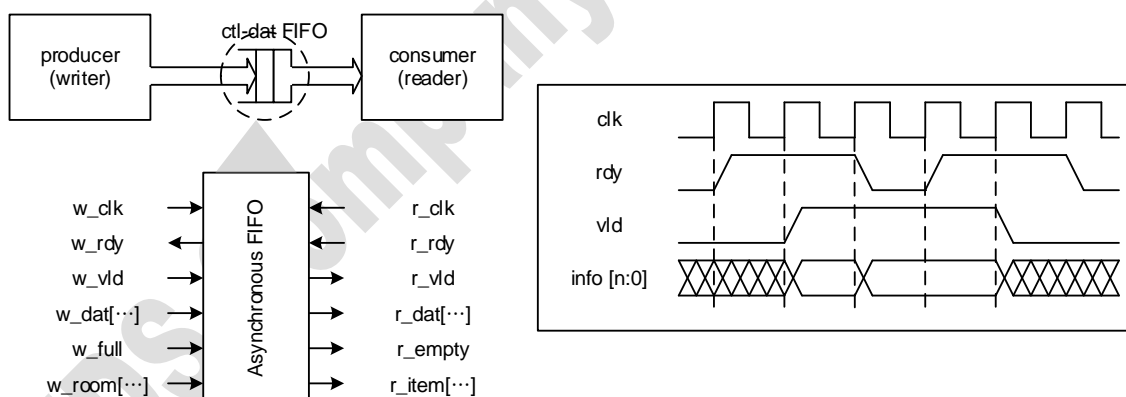 producer
(writer)
ctl-dat FIFO
consumer
(reader)
w_clk
w_rdy
w_vld
w_dat[⋯]
w_full
w_room[⋯]
Asynchronous FIFO
r_clk
r_rdy
r_vld
r_dat[⋯]
r_empty
r_item[⋯]
clk
rdy
vld
info [n:0]